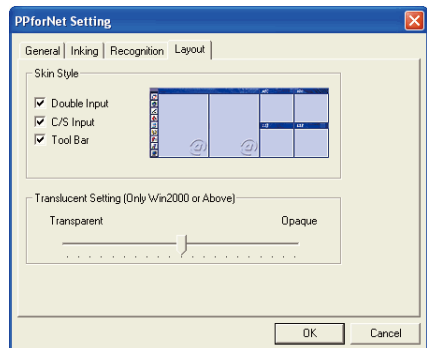 PPforNet Setting
General Inking Recognition Layout
Skin Style
Double Input
C/S Input
Tool Bar
@ @
Translucent Setting (Only Win2000 or Above)
Transparent Opaque
OK Cancel